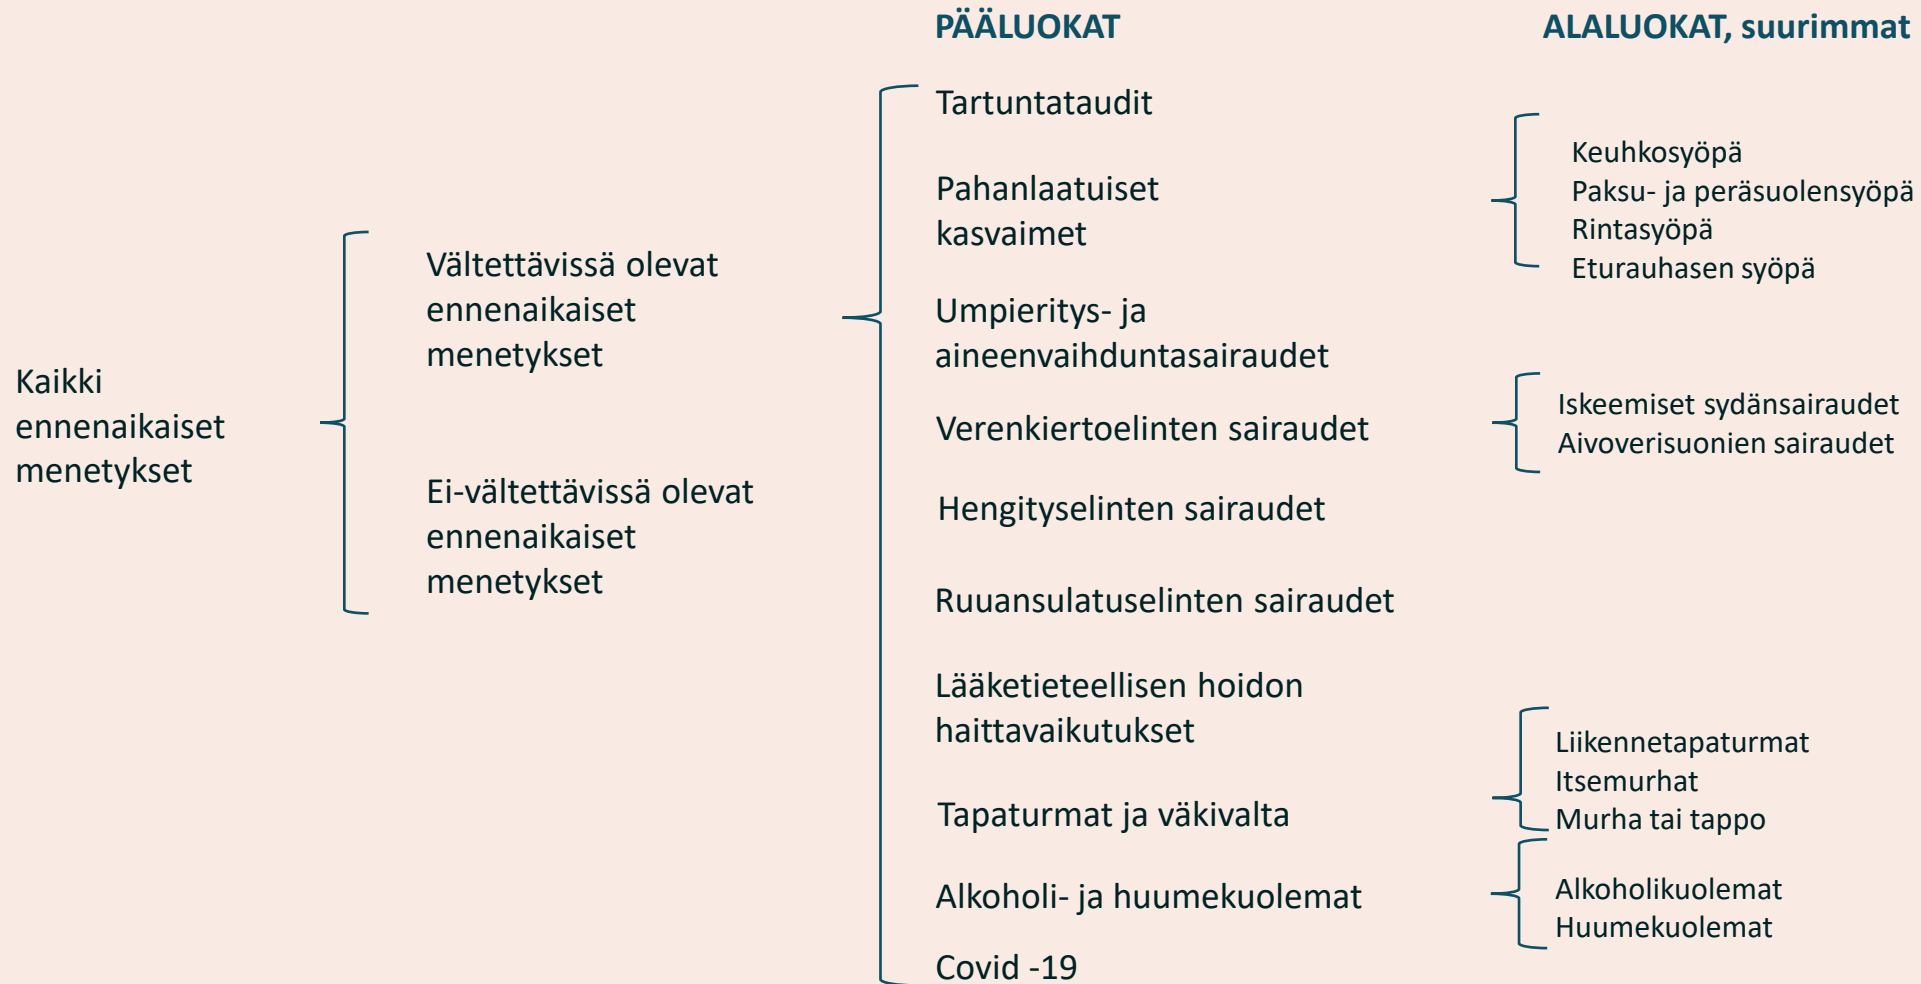 PÄÄLUOKAT
ALALUOKAT, suurimmat
Kaikki
ennenaikaiset
menetykset
Vältettävissä olevat
ennenaikaiset
menetykset
Ei-vältettävissä olevat
ennenaikaiset
menetykset
Tartuntataudit
Pahanlaatuiset
kasvaimet
Keuhkosyöpä
Paksu- ja peräsuolensyöpä
Rintasyöpä
Eturauhasen syöpä
Umpieritys- ja
aineenvaihduntasairaudet
Verenkiertoelinten sairaudet
Iskeemiset sydänsairaudet
Aivoverisuonien sairaudet
Hengityselinten sairaudet
Ruuansulatuselinten sairaudet
Lääketieteellisen hoidon
haittavaikutukset
Tapaturmat ja väkivalta
Liikennetapaturmat
Itsemurhat
Murha tai tappo
Alkoholi- ja huumekuolemat
Alkoholikuolemat
Huumekuolemat
Covid -19